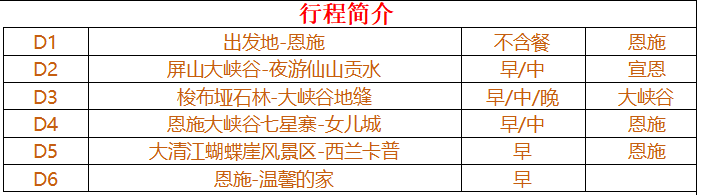 行程简介
D1 出发地-恩施 不含餐 恩施
D2 屏山大峡谷-夜游仙山贡水 早/中 宣恩
D3 梭布垭石林-大峡谷地缝 早/中/晚 大峡谷
D4 恩施大峡谷七星寨-女儿城 早/中 恩施
D5 大清江蝴蝶崖风景区-西兰卡普 早 恩施
D6 恩施-温馨的家 早